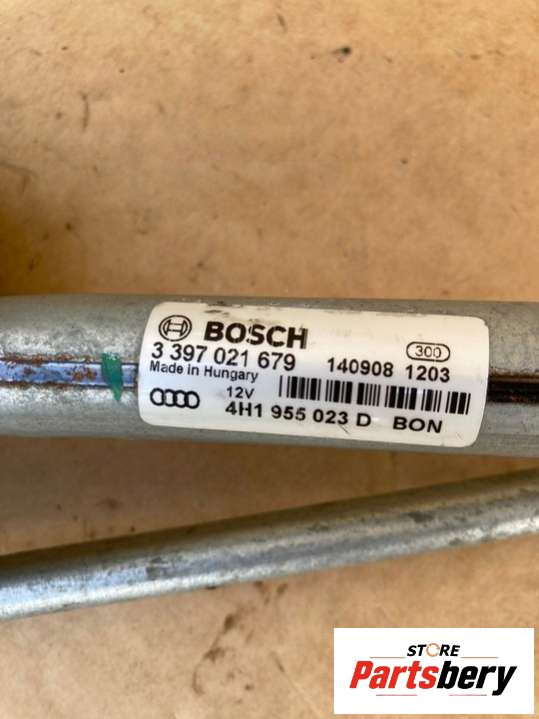 BOSCH
300
3 397 021 679 140908 1203
Made in Hungary
12V
4H1 955 023 D BON
STORE
Partsbery